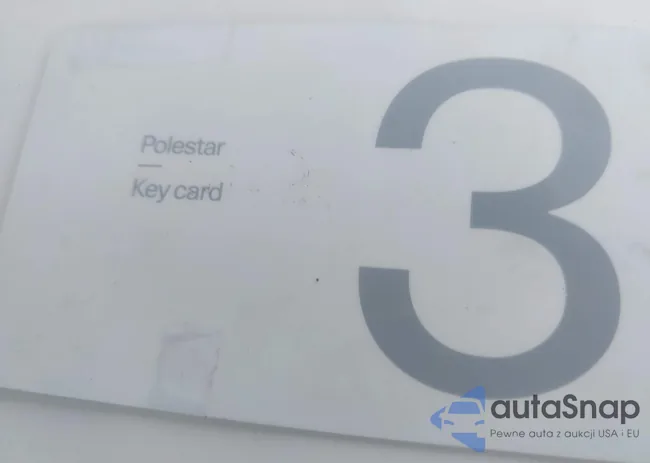 Polestar
Key card
3
autaSnap
Pewne auta z aukcji USA i EU